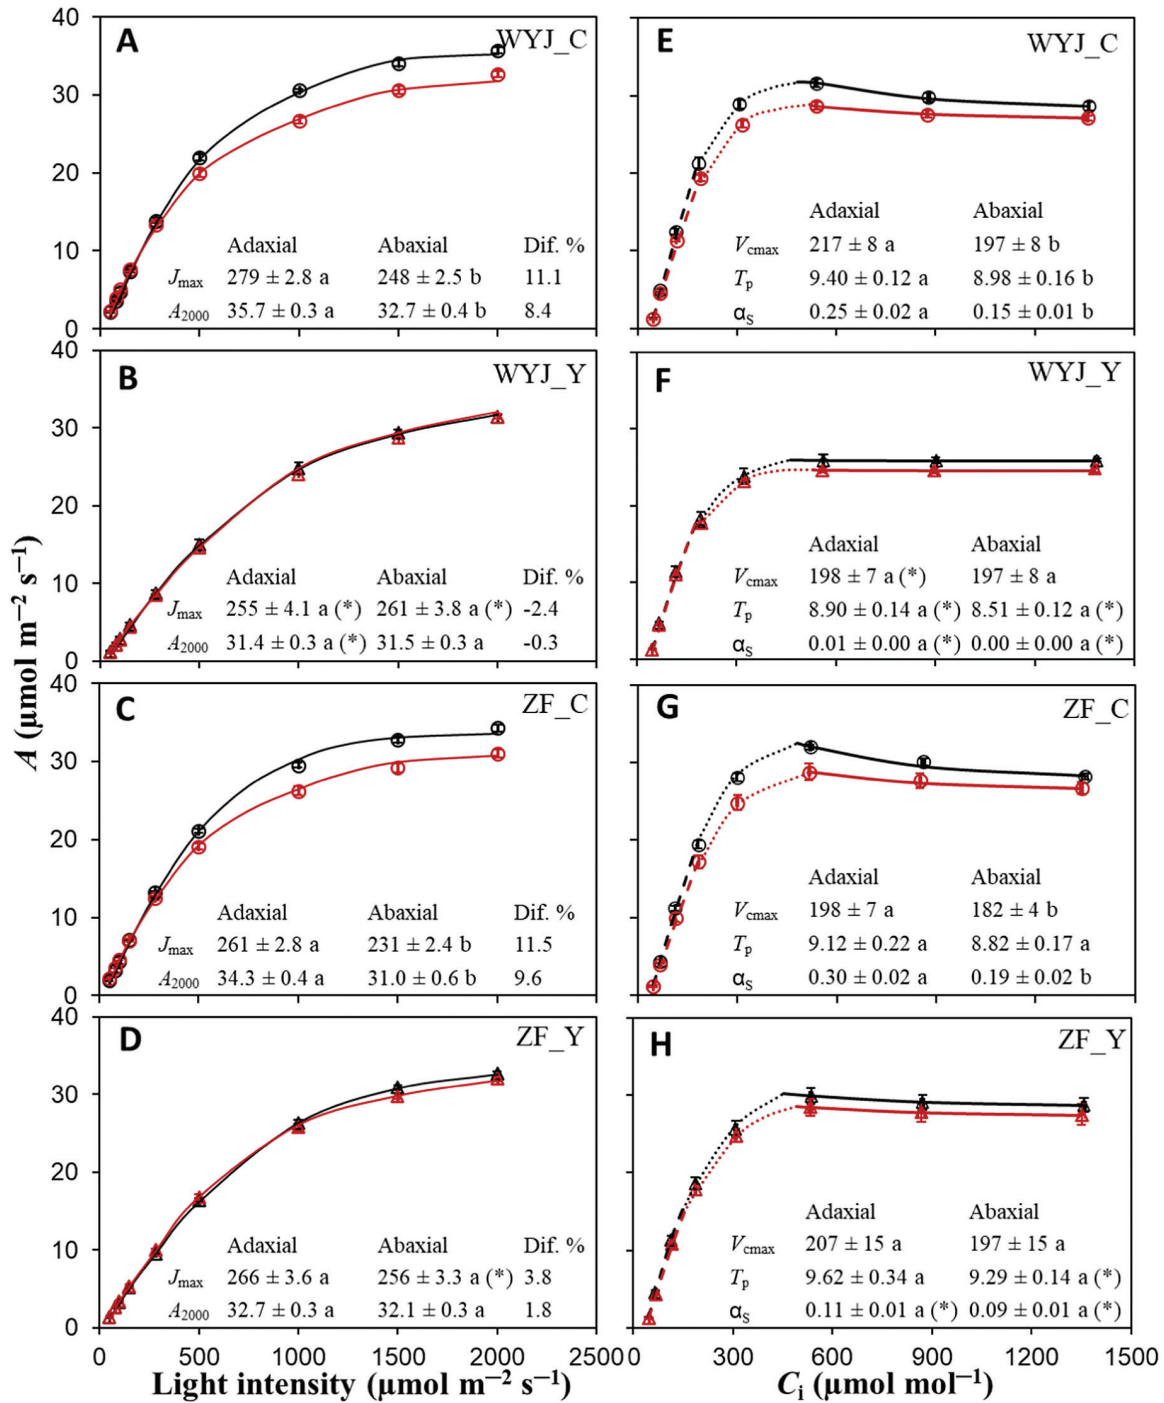 A (μmol m⁻² s⁻¹)
40
30
20
10
0
A
WYJ_C
Adaxial Abaxial Dif. %
Jmax 279 ± 2.8 a 248 ± 2.5 b 11.1
A2000 35.7 ± 0.3 a 32.7 ± 0.4 b 8.4
E
WYJ_C
Adaxial Abaxial
Vcmax 217 ± 8 a 197 ± 8 b
Tp 9.40 ± 0.12 a 8.98 ± 0.16 b
αS 0.25 ± 0.02 a 0.15 ± 0.01 b
40
30
20
10
0
B
WYJ_Y
Adaxial Abaxial Dif. %
Jmax 255 ± 4.1 a (*) 261 ± 3.8 a (*) -2.4
A2000 31.4 ± 0.3 a (*) 31.5 ± 0.3 a -0.3
F
WYJ_Y
Adaxial Abaxial
Vcmax 198 ± 7 a (*) 197 ± 8 a
Tp 8.90 ± 0.14 a (*) 8.51 ± 0.12 a (*)
αS 0.01 ± 0.00 a (*) 0.00 ± 0.00 a (*)
40
30
20
10
0
C
ZF_C
Adaxial Abaxial Dif. %
Jmax 261 ± 2.8 a 231 ± 2.4 b 11.5
A2000 34.3 ± 0.4 a 31.0 ± 0.6 b 9.6
G
ZF_C
Adaxial Abaxial
Vcmax 198 ± 7 a 182 ± 4 b
Tp 9.12 ± 0.22 a 8.82 ± 0.17 a
αS 0.30 ± 0.02 a 0.19 ± 0.02 b
40
30
20
10
0
D
ZF_Y
Adaxial Abaxial Dif. %
Jmax 266 ± 3.6 a 256 ± 3.3 a (*) 3.8
A2000 32.7 ± 0.3 a 32.1 ± 0.3 a 1.8
H
ZF_Y
Adaxial Abaxial
Vcmax 207 ± 15 a 197 ± 15 a
Tp 9.62 ± 0.34 a 9.29 ± 0.14 a (*)
αS 0.11 ± 0.01 a (*) 0.09 ± 0.01 a (*)
0 500 1000 1500 2000 2500
0 300 600 900 1200 1500
Light intensity (μmol m⁻² s⁻¹)
Ci (μmol mol⁻¹)